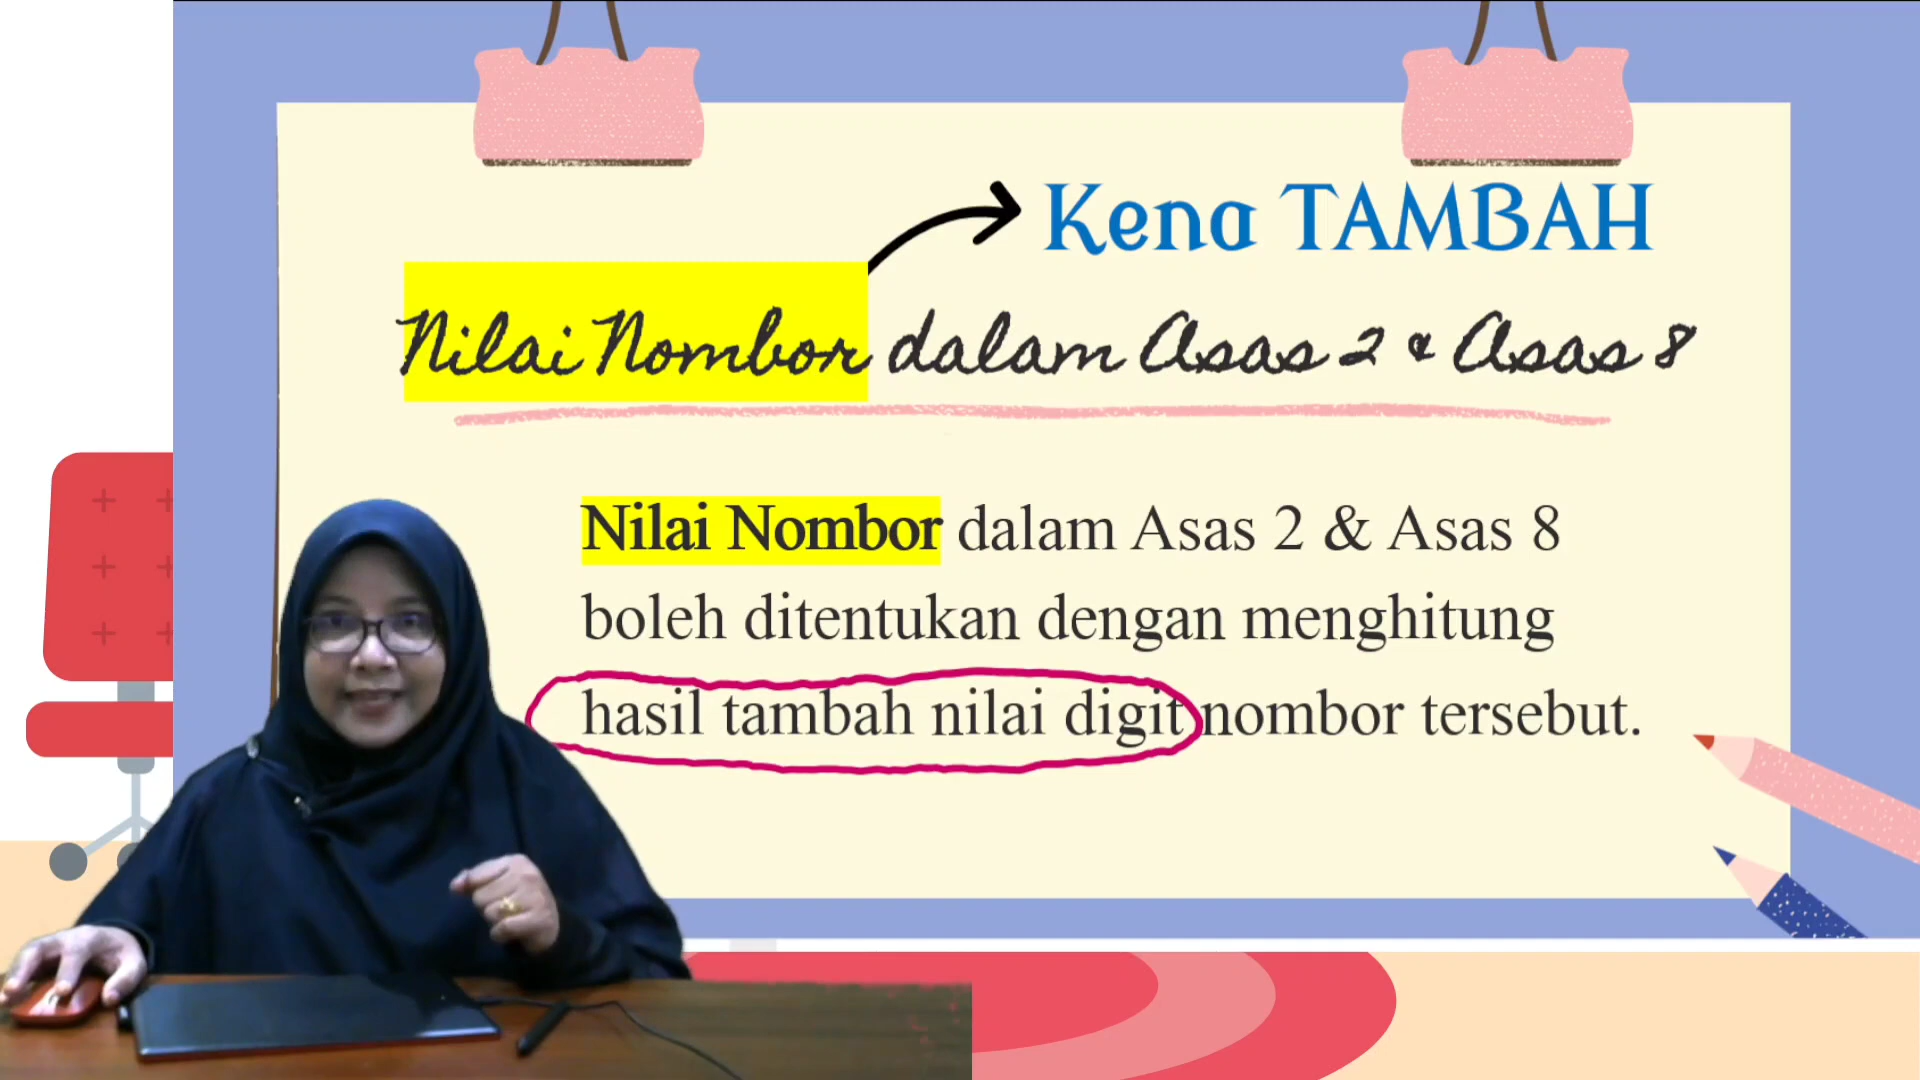 Kena TAMBAH
Nilai Nombor dalam Asas 2 & Asas 8
Nilai Nombor dalam Asas 2 & Asas 8
boleh ditentukan dengan menghitung
hasil tambah nilai digit nombor tersebut.